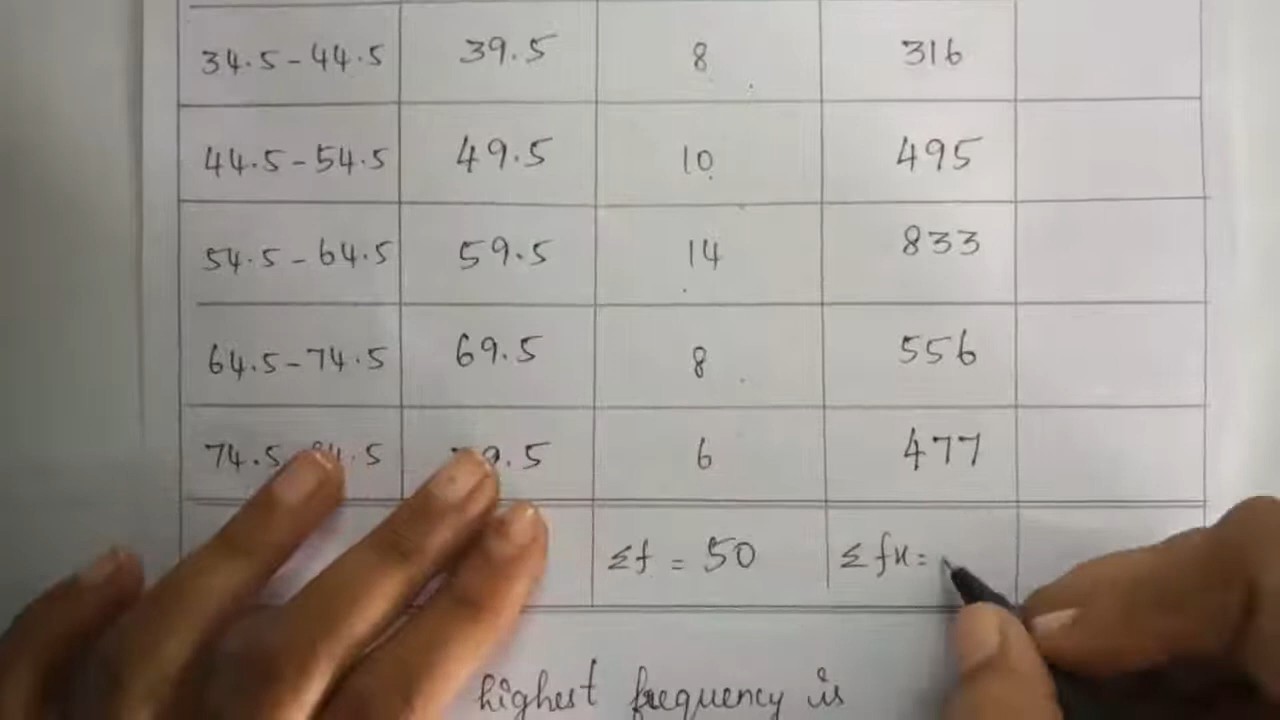 34.5-44.5 39.5 8 316
44.5-54.5 49.5 10 495
54.5-64.5 59.5 14 833
64.5-74.5 69.5 8 556
74.5 .5 9.5 6 477
Σf = 50 Σfx=
highest frequency is